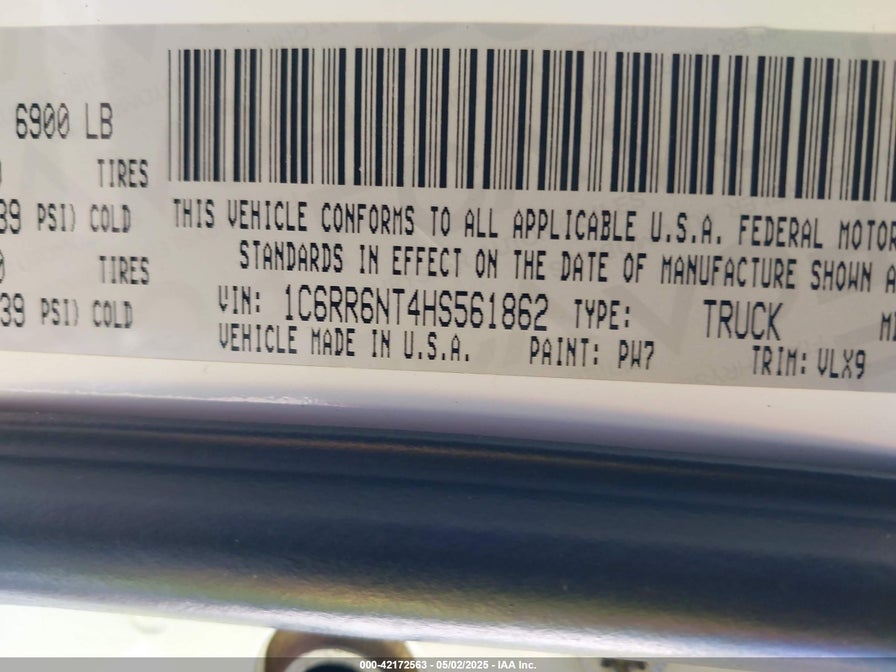 6900 LB
TIRES
39 PSI) COLD
TIRES
39 PSI) COLD
THIS VEHICLE CONFORMS TO ALL APPLICABLE U.S.A. FEDERAL MOTOR
STANDARDS IN EFFECT ON THE DATE OF MANUFACTURE SHOWN A
VIN: 1C6RR6NT4HS561862 TYPE: TRUCK
VEHICLE MADE IN U.S.A. PAINT: PW7 TRIM: VLX9
000-42172563 - 05/02/2025 - IAA Inc.